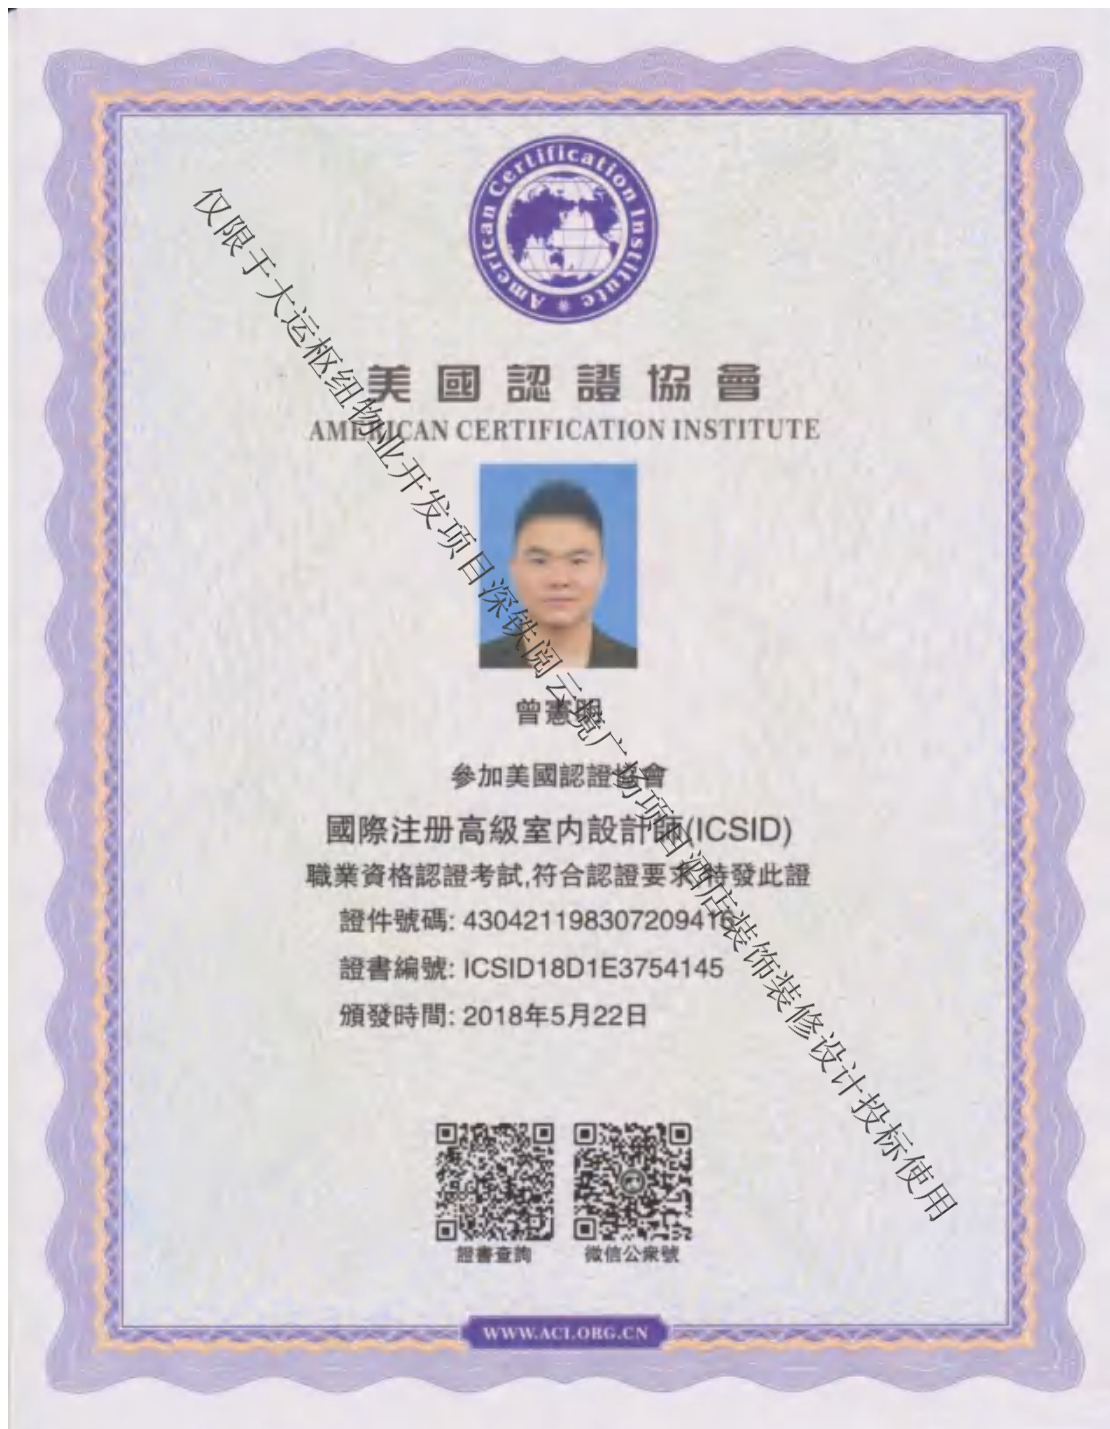 American Certification Institute
美國認證協會
AMERICAN CERTIFICATION INSTITUTE
曾憲明
參加美國認證協會
國際注册高級室内設計師(ICSID)
職業資格認證考試,符合認證要求,特發此證
證件號碼: 4304211983072094
證書編號: ICSID18D1E3754145
頒發時間: 2018年5月22日
證書查詢
微信公衆號
WWW.ACI.ORG.CN
仅限于大运枢纽物业开发项目深铁阅云境广场项目酒店装饰装修设计投标使用